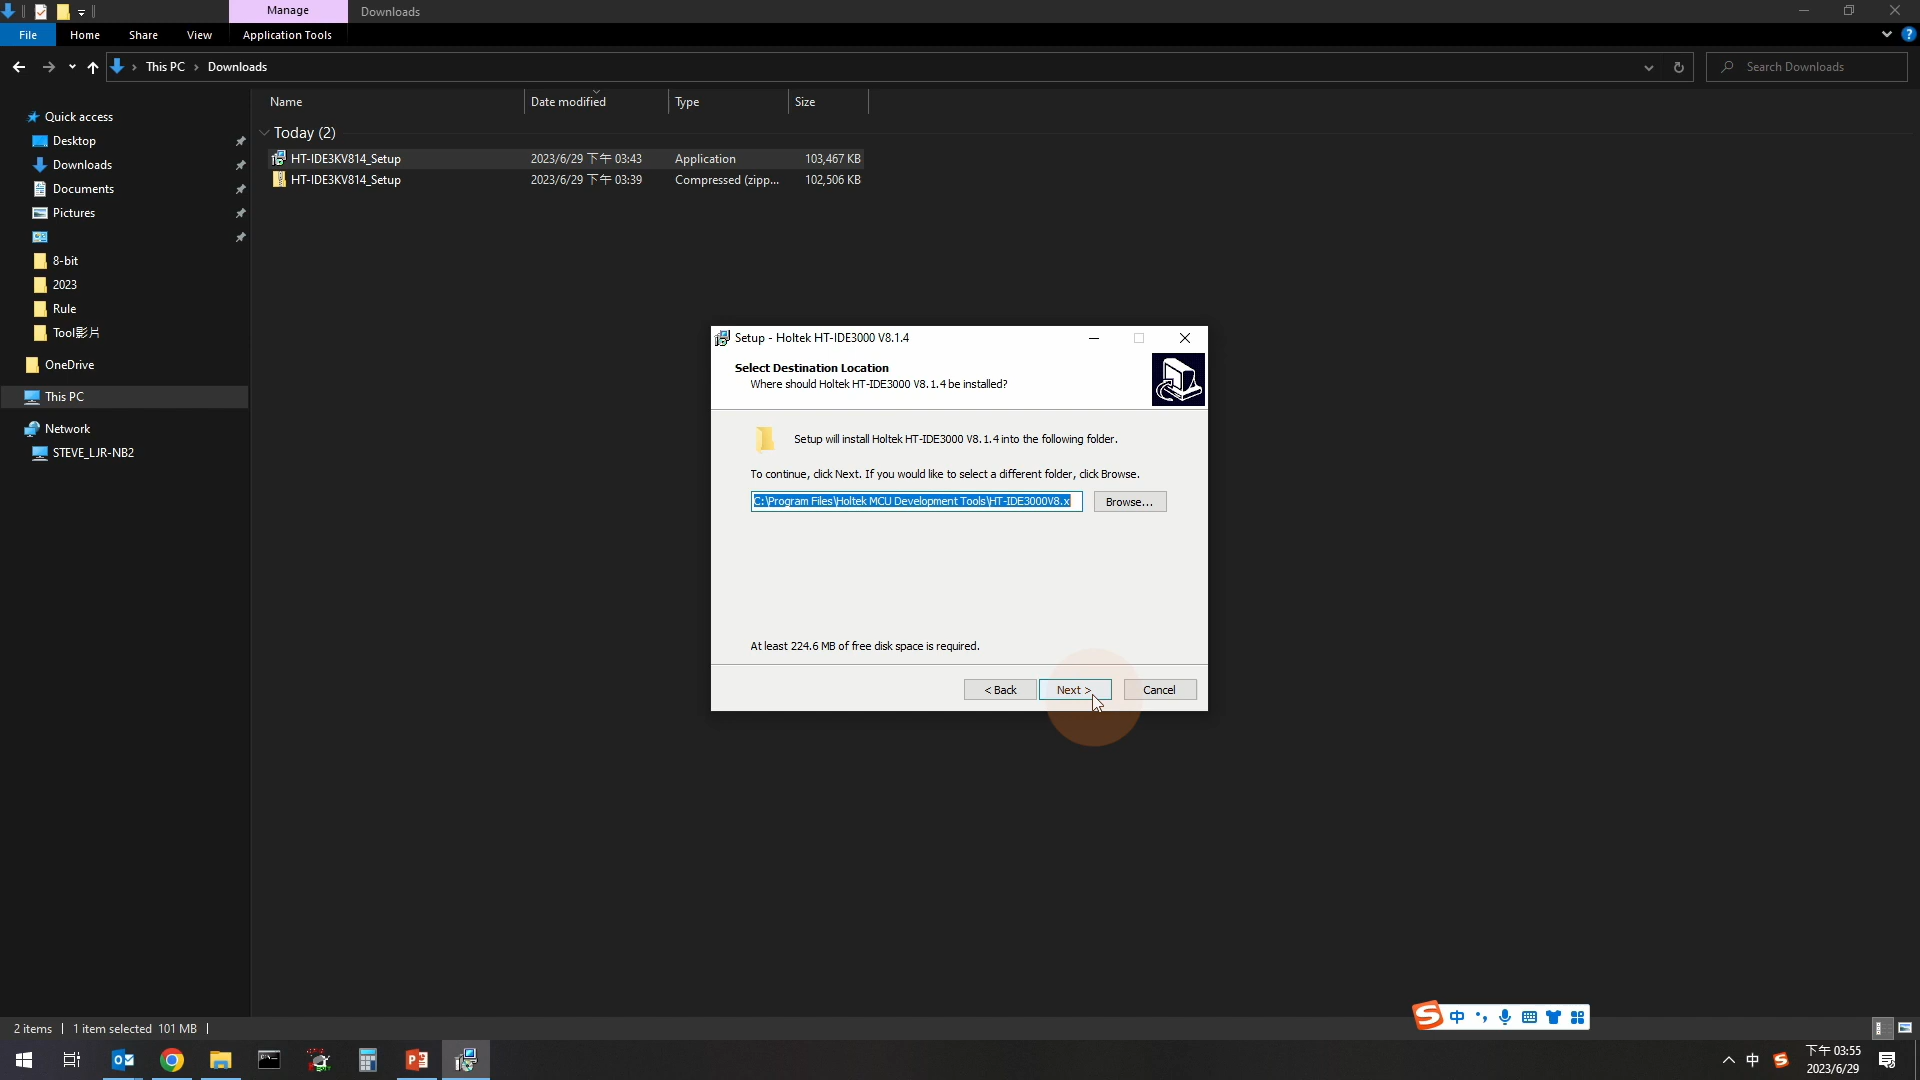 Manage
Downloads
File
Home
Share
View
Application Tools
This PC
Downloads
Search Downloads
Name
Date modified
Type
Size
Quick access
Desktop
Downloads
Documents
Pictures
8-bit
2023
Rule
Tool影片
OneDrive
This PC
Network
STEVE_LJR-NB2
Today (2)
HT-IDE3KV814_Setup 2023/6/29 下午 03:43 Application 103,467 KB
HT-IDE3KV814_Setup 2023/6/29 下午 03:39 Compressed (zipp... 102,506 KB
Setup - Holtek HT-IDE3000 V8.1.4
Select Destination Location
Where should Holtek HT-IDE3000 V8.1.4 be installed?
Setup will install Holtek HT-IDE3000 V8.1.4 into the following folder.
To continue, click Next. If you would like to select a different folder, click Browse.
C:\Program Files\Holtek MCU Development Tools\HT-IDE3000V8.x
Browse...
At least 224.6 MB of free disk space is required.
< Back
Next >
Cancel
2 items
1 item selected 101 MB
中
中
下午 03:55
2023/6/29